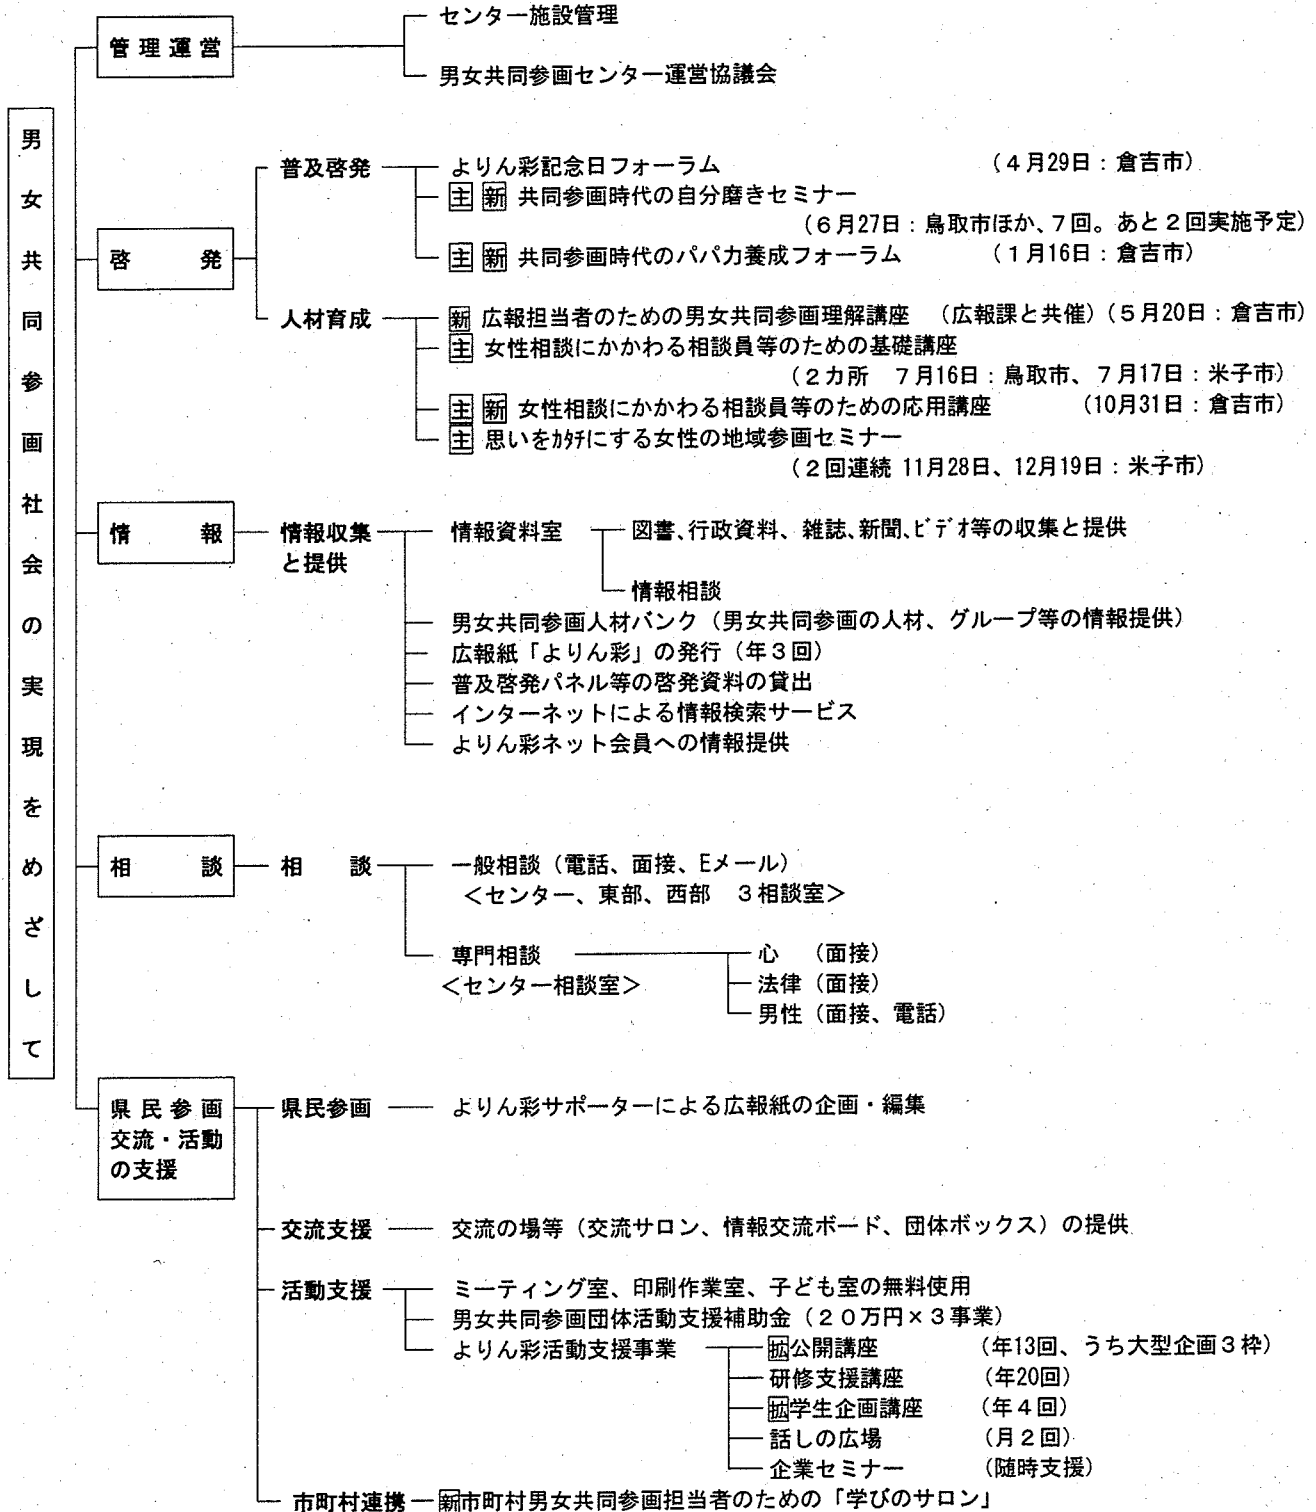 男女共同参画社会の実現をめざして
管理運営
センター施設管理
男女共同参画センター運営協議会
啓発
普及啓発
よりん彩記念日フォーラム (4月29日:倉吉市)
主 新 共同参画時代の自分磨きセミナー
(6月27日:鳥取市ほか、7回。あと2回実施予定)
主 新 共同参画時代のパパ力養成フォーラム (1月16日:倉吉市)
人材育成
新 広報担当者のための男女共同参画理解講座 (広報課と共催)(5月20日:倉吉市)
主 女性相談にかかわる相談員等のための基礎講座
(2カ所 7月16日:鳥取市、7月17日:米子市)
主 新 女性相談にかかわる相談員等のための応用講座 (10月31日:倉吉市)
主 思いをカタチにする女性の地域参画セミナー
(2回連続 11月28日、12月19日:米子市)
情報
情報収集
と提供
情報資料室
図書、行政資料、雑誌、新聞、ビデオ等の収集と提供
情報相談
男女共同参画人材バンク(男女共同参画の人材、グループ等の情報提供)
広報紙「よりん彩」の発行(年3回)
普及啓発パネル等の啓発資料の貸出
インターネットによる情報検索サービス
よりん彩ネット会員への情報提供
相談
相談
一般相談(電話、面接、Eメール)
<センター、東部、西部 3相談室>
専門相談
<センター相談室>
心 (面接)
法律(面接)
男性(面接、電話)
県民参画
交流・活動
の支援
県民参画
よりん彩サポーターによる広報紙の企画・編集
交流支援
交流の場等(交流サロン、情報交流ボード、団体ボックス)の提供
活動支援
ミーティング室、印刷作業室、子ども室の無料使用
男女共同参画団体活動支援補助金(20万円×3事業)
よりん彩活動支援事業
拡公開講座 (年13回、うち大型企画3枠)
研修支援講座 (年20回)
拡学生企画講座 (年4回)
話しの広場 (月2回)
企業セミナー (随時支援)
市町村連携
新市町村男女共同参画担当者のための「学びのサロン」